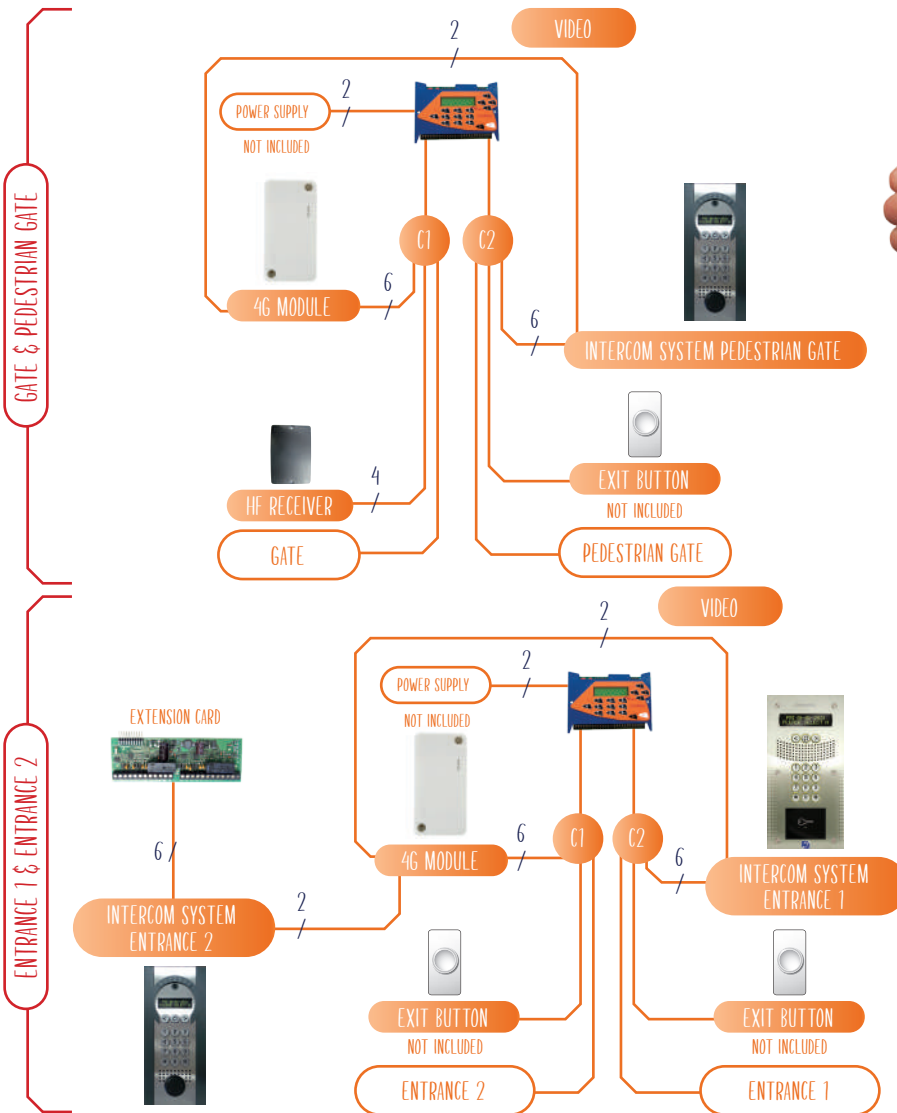 GATE & PEDESTRIAN GATE
VIDEO
2
2
POWER SUPPLY
NOT INCLUDED
C1
C2
6
4G MODULE
6
INTERCOM SYSTEM PEDESTRIAN GATE
4
HF RECEIVER
EXIT BUTTON
NOT INCLUDED
GATE
PEDESTRIAN GATE
ENTRANCE 1 & ENTRANCE 2
VIDEO
2
2
POWER SUPPLY
NOT INCLUDED
EXTENSION CARD
C1
C2
6
6
4G MODULE
6
INTERCOM SYSTEM
ENTRANCE 1
INTERCOM SYSTEM
ENTRANCE 2
2
EXIT BUTTON
NOT INCLUDED
EXIT BUTTON
NOT INCLUDED
ENTRANCE 2
ENTRANCE 1